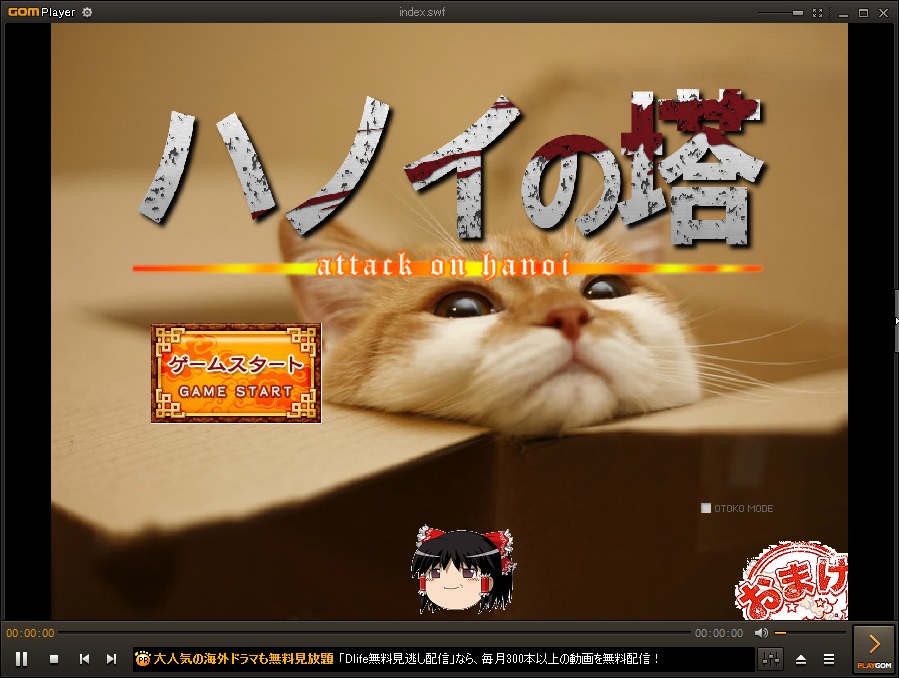 GOM Player
index.swf
ハノイの塔
attack on hanoi
ゲームスタート
GAME START
OTOKO MODE
おまけ
00:00:00
00:00:00
大人気の海外ドラマも無料見放題「Dlife無料見逃し配信」なら、毎月300本以上の動画を無料配信！
PLAYGOM